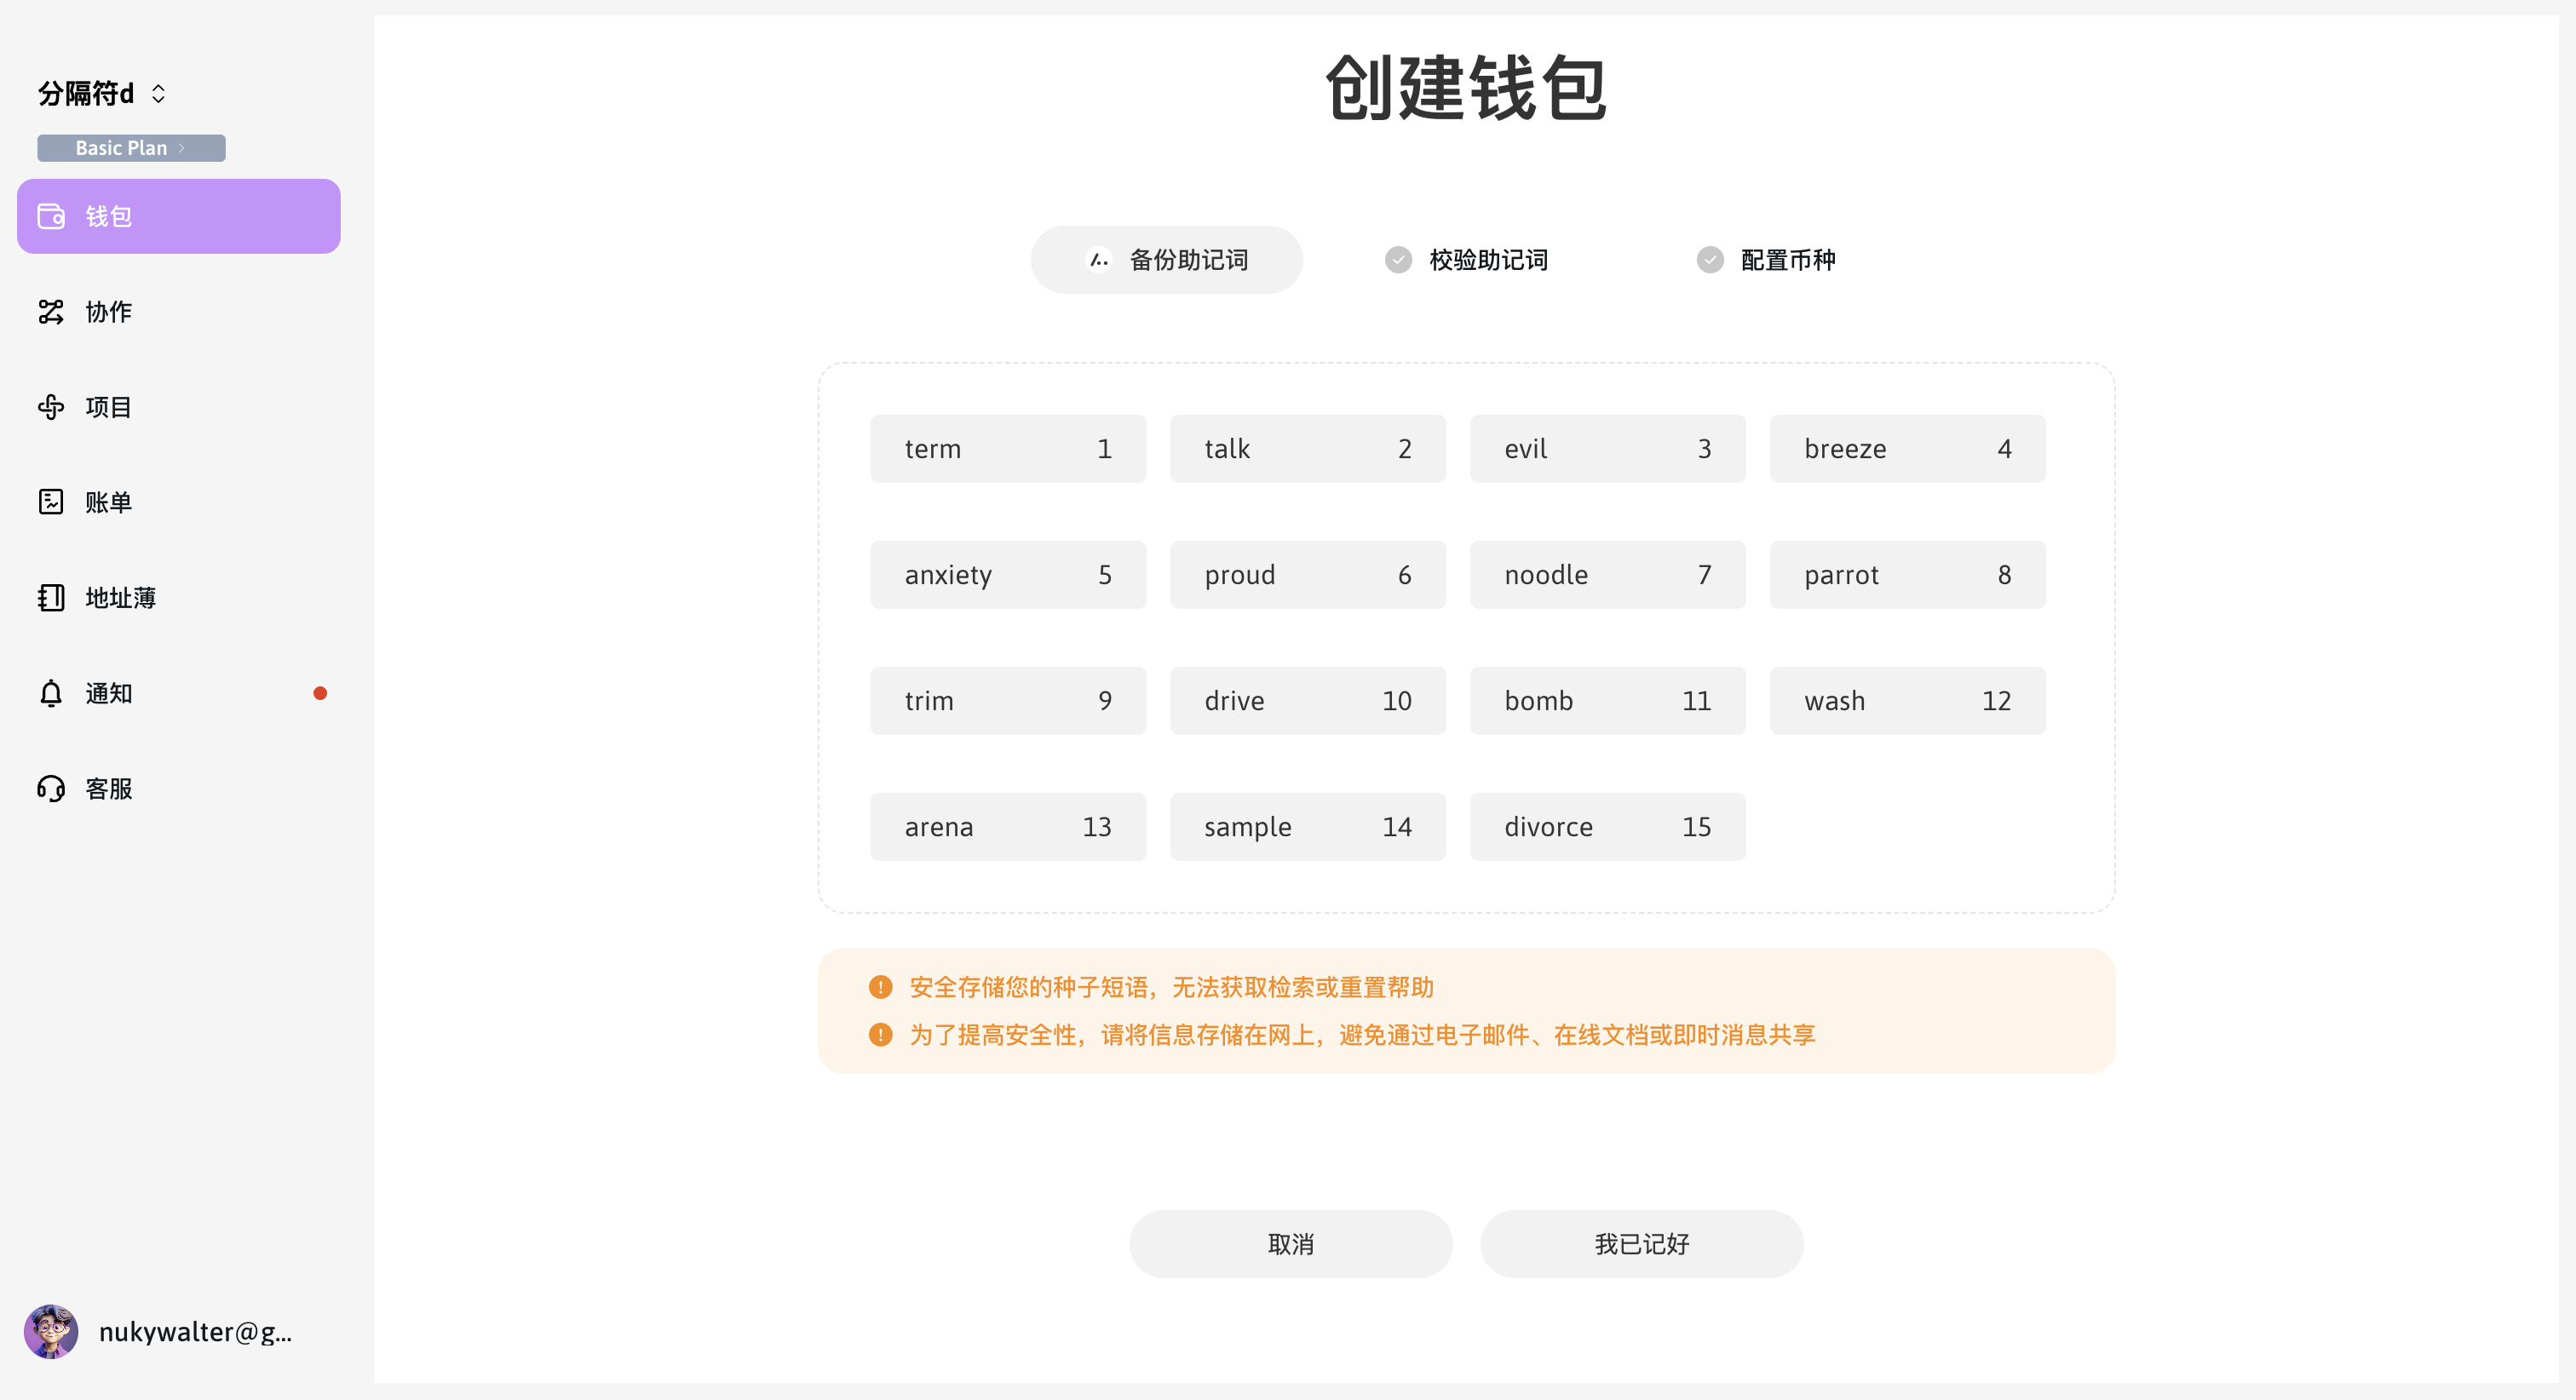 分隔符d
Basic Plan
钱包
协作
项目
账单
地址薄
通知
客服
nukywalter@g...
创建钱包
备份助记词 校验助记词 配置币种
term 1 talk 2 evil 3 breeze 4
anxiety 5 proud 6 noodle 7 parrot 8
trim 9 drive 10 bomb 11 wash 12
arena 13 sample 14 divorce 15
安全存储您的种子短语，无法获取检索或重置帮助
为了提高安全性，请将信息存储在网上，避免通过电子邮件、在线文档或即时消息共享
取消 我已记好